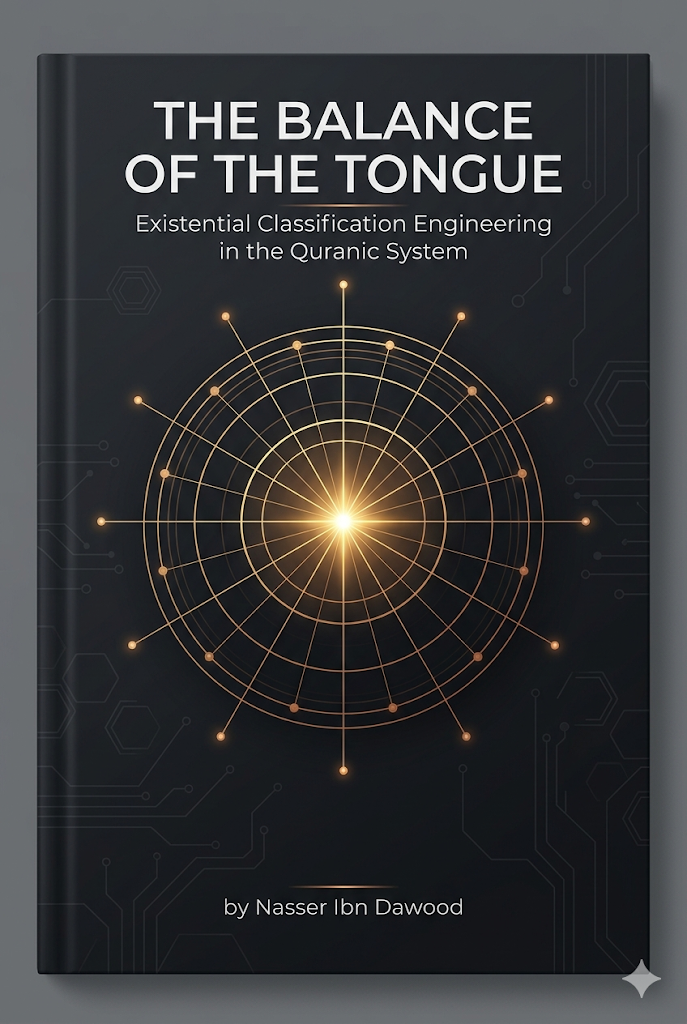 THE BALANCE
OF THE TONGUE
Existential Classification Engineering
in the Quranic System
by Nasser Ibn Dawood